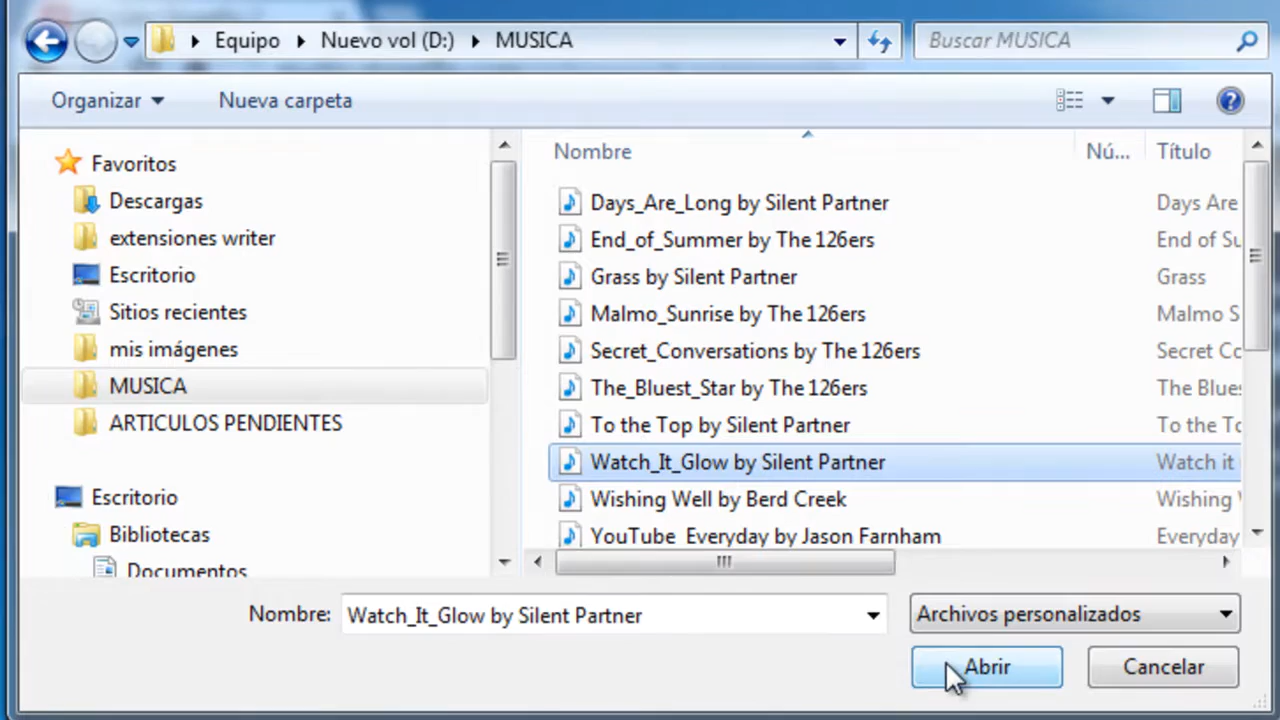 Equipo Nuevo vol (D:) MUSICA Buscar MUSICA
Organizar Nueva carpeta
Favoritos
Descargas
extensiones writer
Escritorio
Sitios recientes
mis imágenes
MUSICA
ARTICULOS PENDIENTES
Escritorio
Bibliotecas
Documentos
Nombre Nú... Título
Days_Are_Long by Silent Partner Days Are
End_of_Summer by The 126ers End of Su
Grass by Silent Partner Grass
Malmo_Sunrise by The 126ers Malmo S
Secret_Conversations by The 126ers Secret Co
The_Bluest_Star by The 126ers The Blues
To the Top by Silent Partner To the To
Watch_It_Glow by Silent Partner Watch it
Wishing Well by Berd Creek Wishing
YouTube_Everyday by Jason Farnham Everyday
Nombre: Watch_It_Glow by Silent Partner Archivos personalizados
Abrir Cancelar